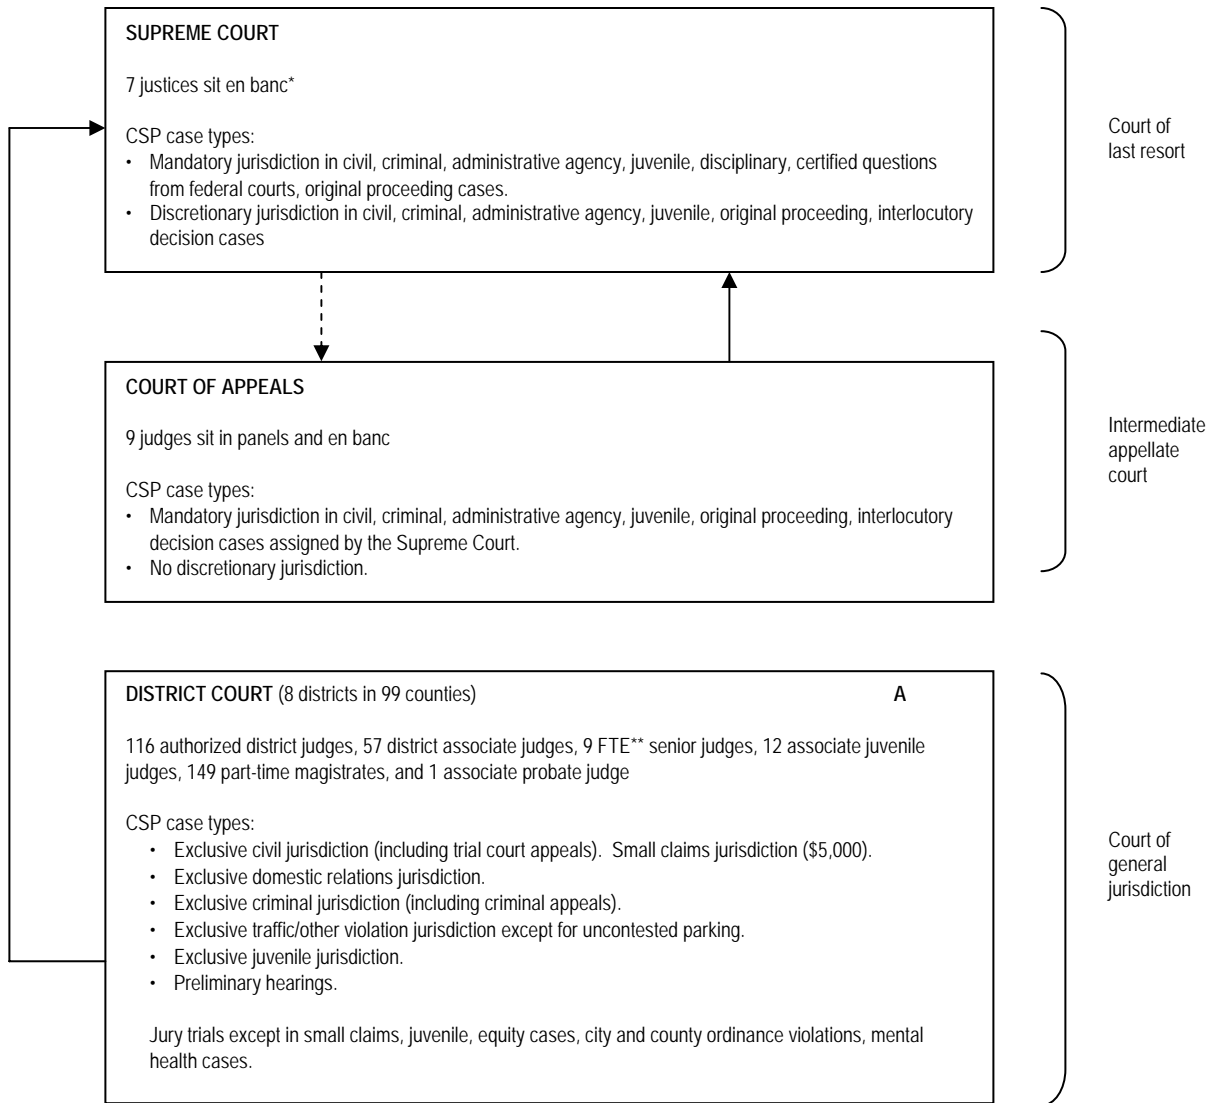 SUPREME COURT
7 justices sit en banc*
CSP case types:
• Mandatory jurisdiction in civil, criminal, administrative agency, juvenile, disciplinary, certified questions
from federal courts, original proceeding cases.
• Discretionary jurisdiction in civil, criminal, administrative agency, juvenile, original proceeding, interlocutory
decision cases
Court of
last resort
COURT OF APPEALS
9 judges sit in panels and en banc
CSP case types:
• Mandatory jurisdiction in civil, criminal, administrative agency, juvenile, original proceeding, interlocutory
decision cases assigned by the Supreme Court.
• No discretionary jurisdiction.
Intermediate
appellate
court
DISTRICT COURT (8 districts in 99 counties) A
116 authorized district judges, 57 district associate judges, 9 FTE** senior judges, 12 associate juvenile
judges, 149 part-time magistrates, and 1 associate probate judge
CSP case types:
• Exclusive civil jurisdiction (including trial court appeals). Small claims jurisdiction ($5,000).
• Exclusive domestic relations jurisdiction.
• Exclusive criminal jurisdiction (including criminal appeals).
• Exclusive traffic/other violation jurisdiction except for uncontested parking.
• Exclusive juvenile jurisdiction.
• Preliminary hearings.
Jury trials except in small claims, juvenile, equity cases, city and county ordinance violations, mental
health cases.
Court of
general
jurisdiction